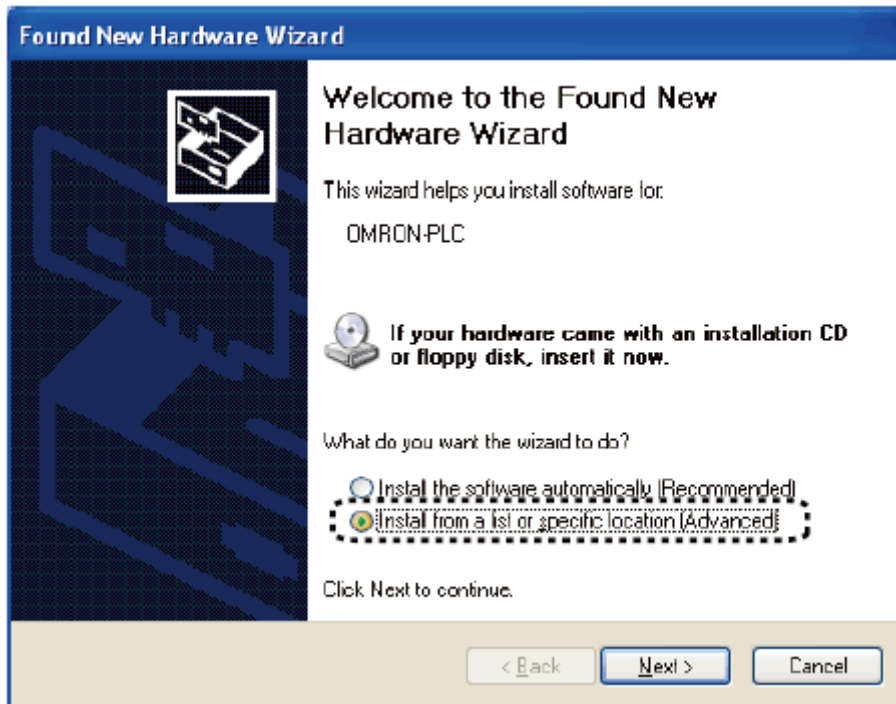 Found New Hardware Wizard
Welcome to the Found New
Hardware Wizard
This wizard helps you install software for:
OMRON-PLC
If your hardware came with an installation CD
or floppy disk, insert it now.
What do you want the wizard to do?
Install the software automatically (Recommended)
Install from a list or specific location (Advanced)
Click Next to continue.
< Back
Next >
Cancel